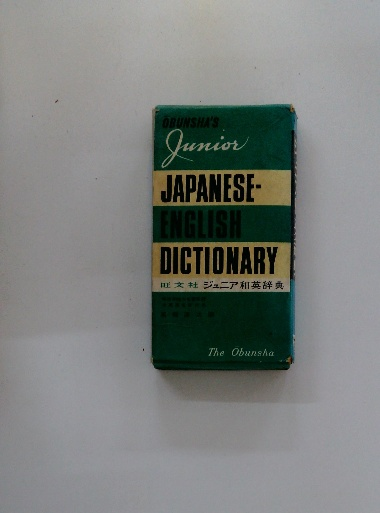 OBUNSHA'S
Junior
JAPANESE-
ENGLISH
DICTIONARY
旺文社 ジュニア和英辞典
The Obunsha